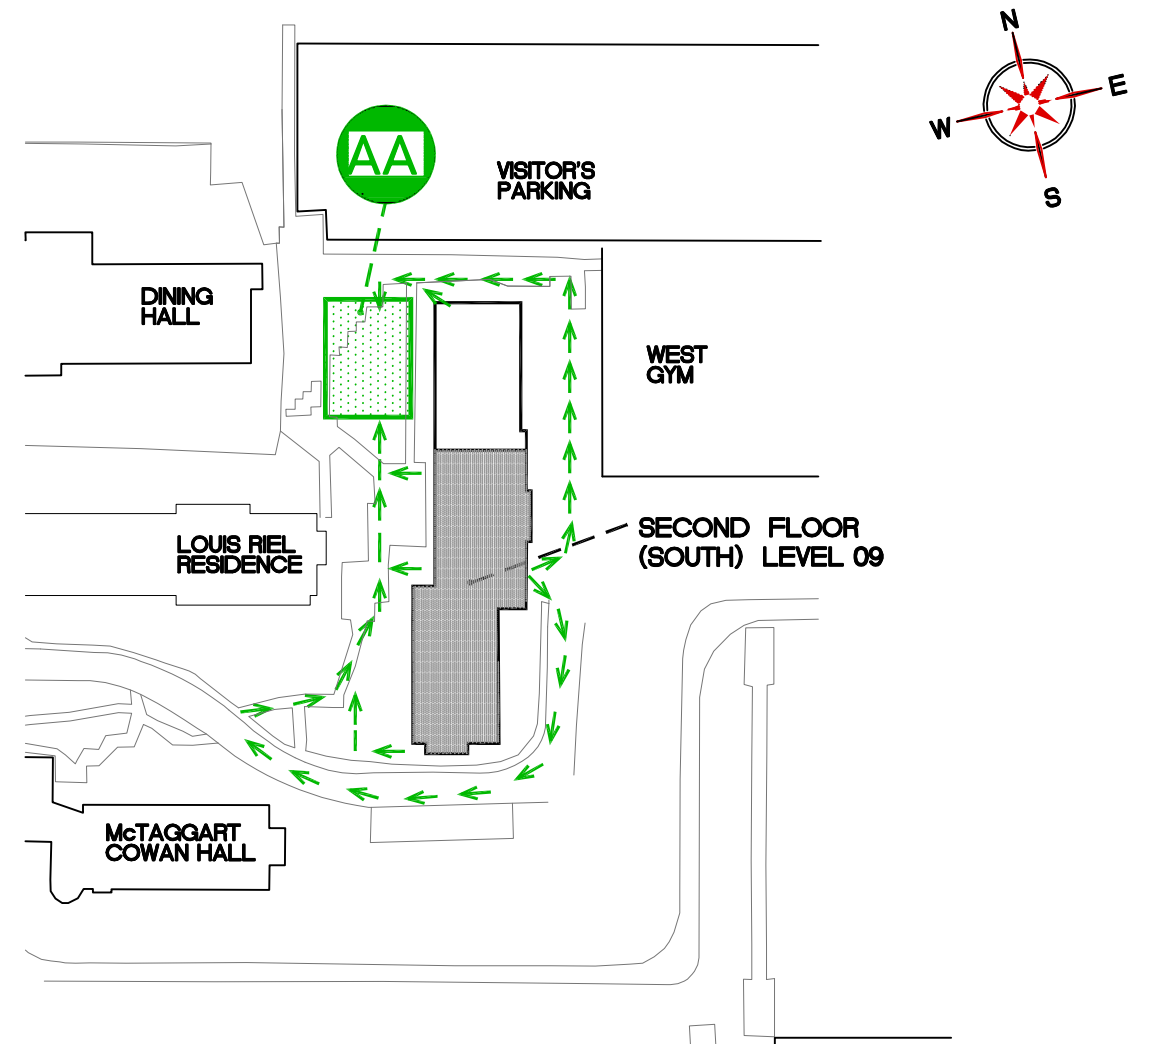 N
E
W
S
AA
VISITOR'S
PARKING
DINING
HALL
WEST
GYM
SECOND FLOOR
(SOUTH) LEVEL 09
LOUIS RIEL
RESIDENCE
McTAGGART
COWAN HALL